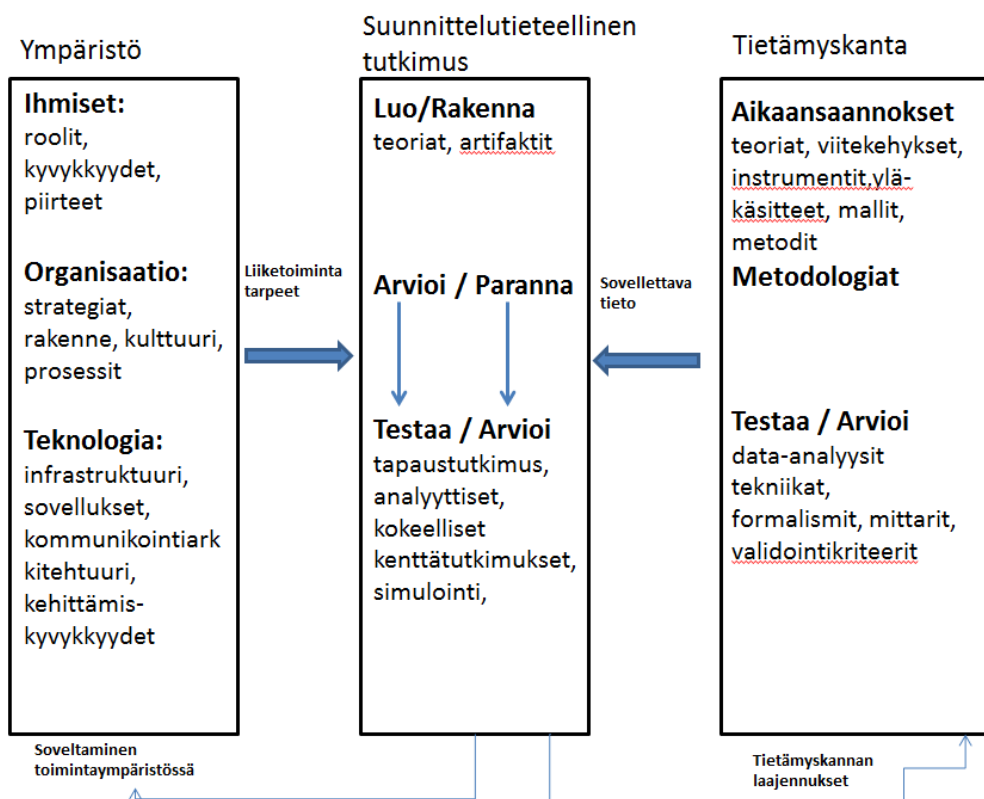 Ympäristö
Ihmiset:
roolit,
kyvykkyydet,
piirteet
Organisaatio:
strategiat,
rakenne, kulttuuri,
prosessit
Teknologia:
infrastruktuuri,
sovellukset,
kommunikointiark
kitehtuuri,
kehittämis-
kyvykkyydet
Liiketoiminta
tarpeet
Suunnittelutieteellinen
tutkimus
Luo/Rakenna
teoriat, artifaktit
Arvioi / Paranna
Testaa / Arvioi
tapaustutkimus,
analyyttiset,
kokeelliset
kenttätutkimukset,
simulointi,
Sovellettava
tieto
Tietämyskanta
Aikaansaannokset
teoriat, viitekehykset,
instrumentit,ylä-
käsitteet, mallit,
metodit
Metodologiat
Testaa / Arvioi
data-analyysit
tekniikat,
formalismit, mittarit,
validointikriteerit
Soveltaminen
toimintaympäristössä
Tietämyskannan
laajennukset